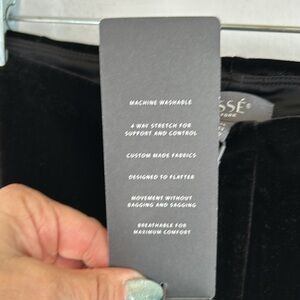 MACHINE WASHABLE
4-WAY STRETCH FOR
SUPPORT AND CONTROL
CUSTOM MADE FABRICS
DESIGNED TO FLATTER
MOVEMENT WITHOUT
BAGGING AND SAGGING
BREATHABLE FOR
MAXIMUM COMFORT
SSÉ